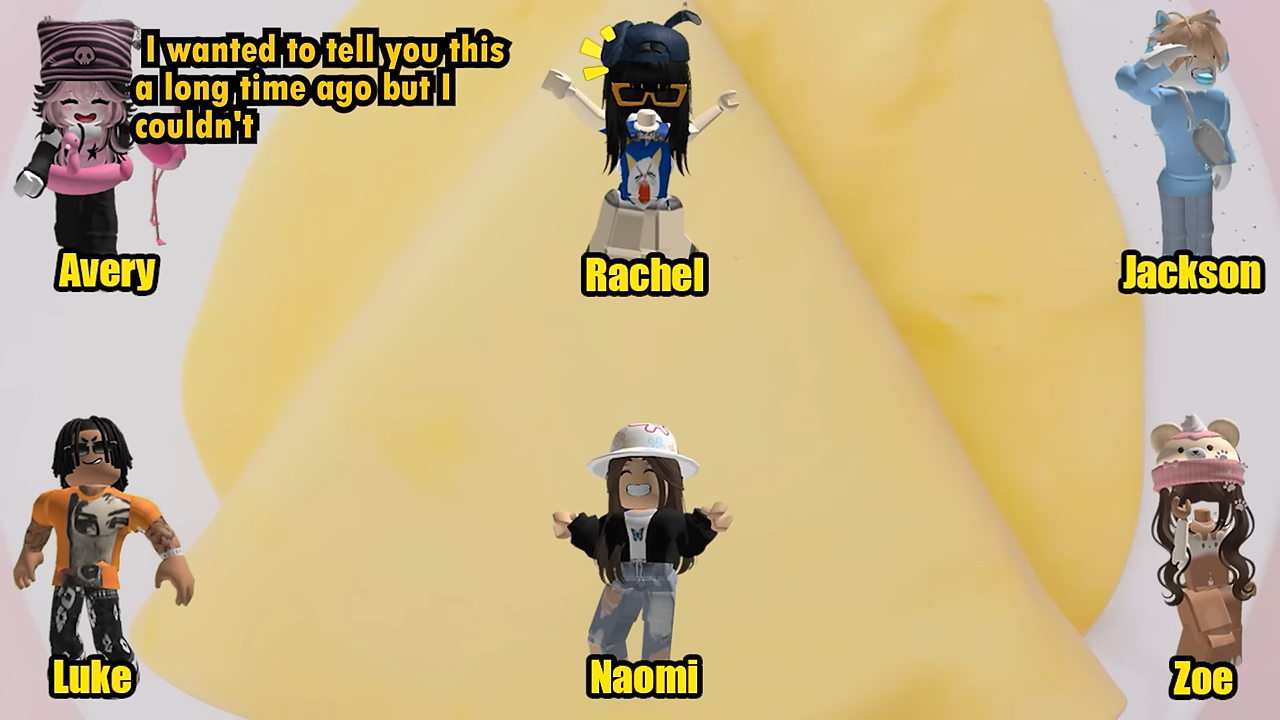 I wanted to tell you this
a long time ago but I
couldn't
Avery
Rachel
Jackson
Luke
Naomi
Zoe